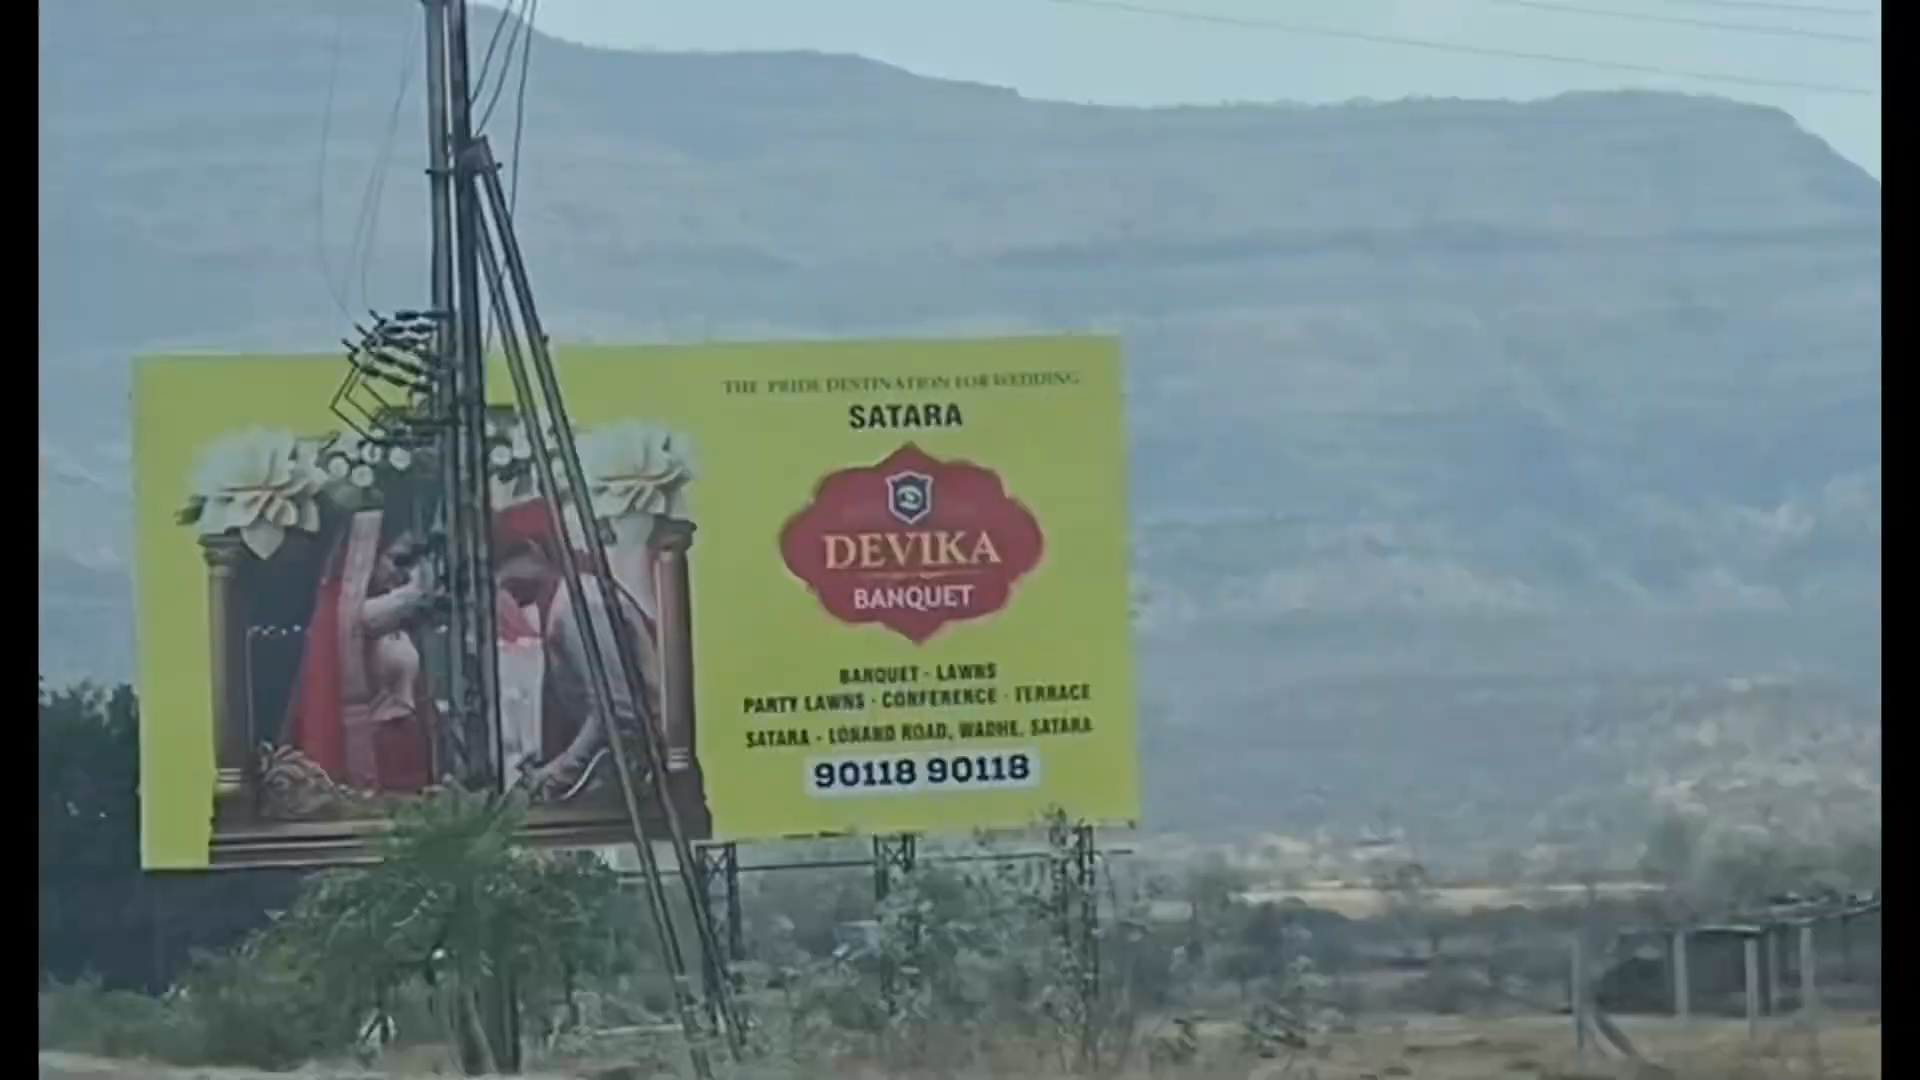 THE PRIDE DESTINATION FOR WEDDING
SATARA
D
DEVIKA
BANQUET
BANQUET - LAWNS
PARTY LAWNS - CONFERENCE - TERRACE
SATARA - LONAND ROAD, WADHE, SATARA
90118 90118